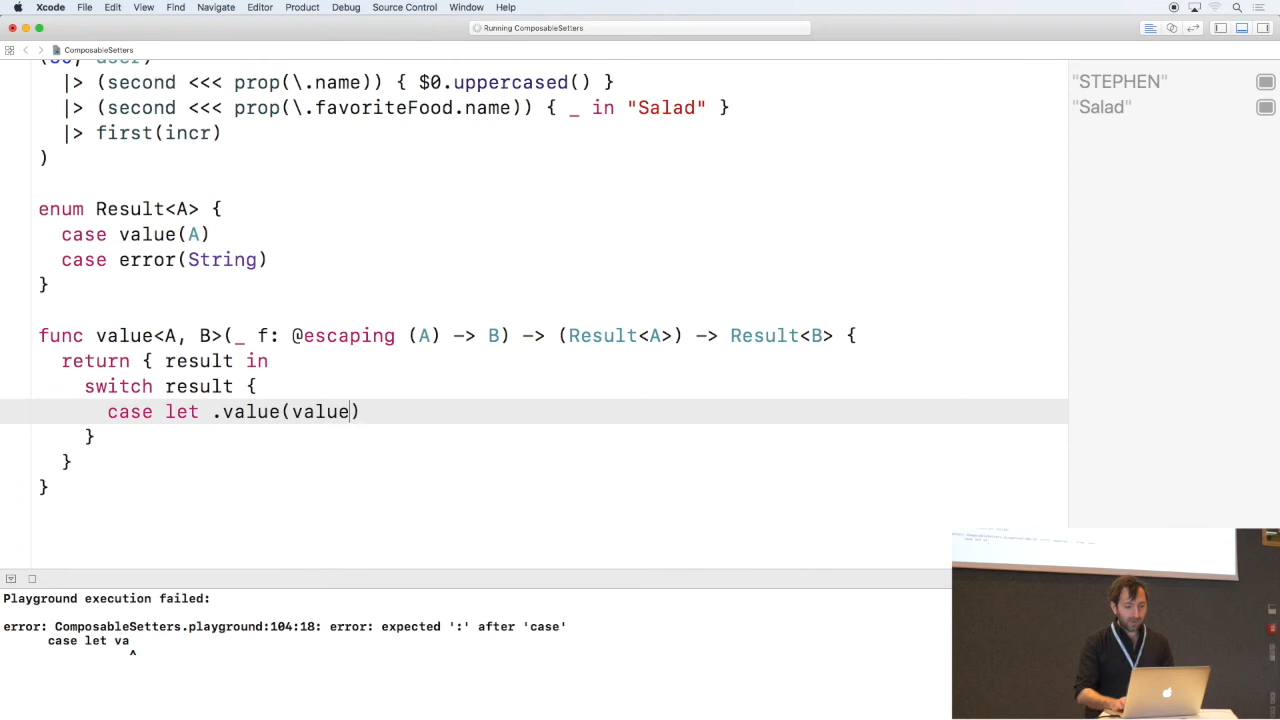 Xcode File Edit View Find Navigate Editor Product Debug Source Control Window Help
Running ComposableSetters
ComposableSetters
|> (second <<< prop(\.name)) { $0.uppercased() }
|> (second <<< prop(\.favoriteFood.name)) { _ in "Salad" }
|> first(incr)
)
enum Result<A> {
case value(A)
case error(String)
}
func value<A, B>(_ f: @escaping (A) -> B) -> (Result<A>) -> Result<B> {
return { result in
switch result {
case let .value(value)
}
}
}
"STEPHEN"
"Salad"
Playground execution failed:
error: ComposableSetters.playground:104:18: error: expected ':' after 'case'
case let va
^